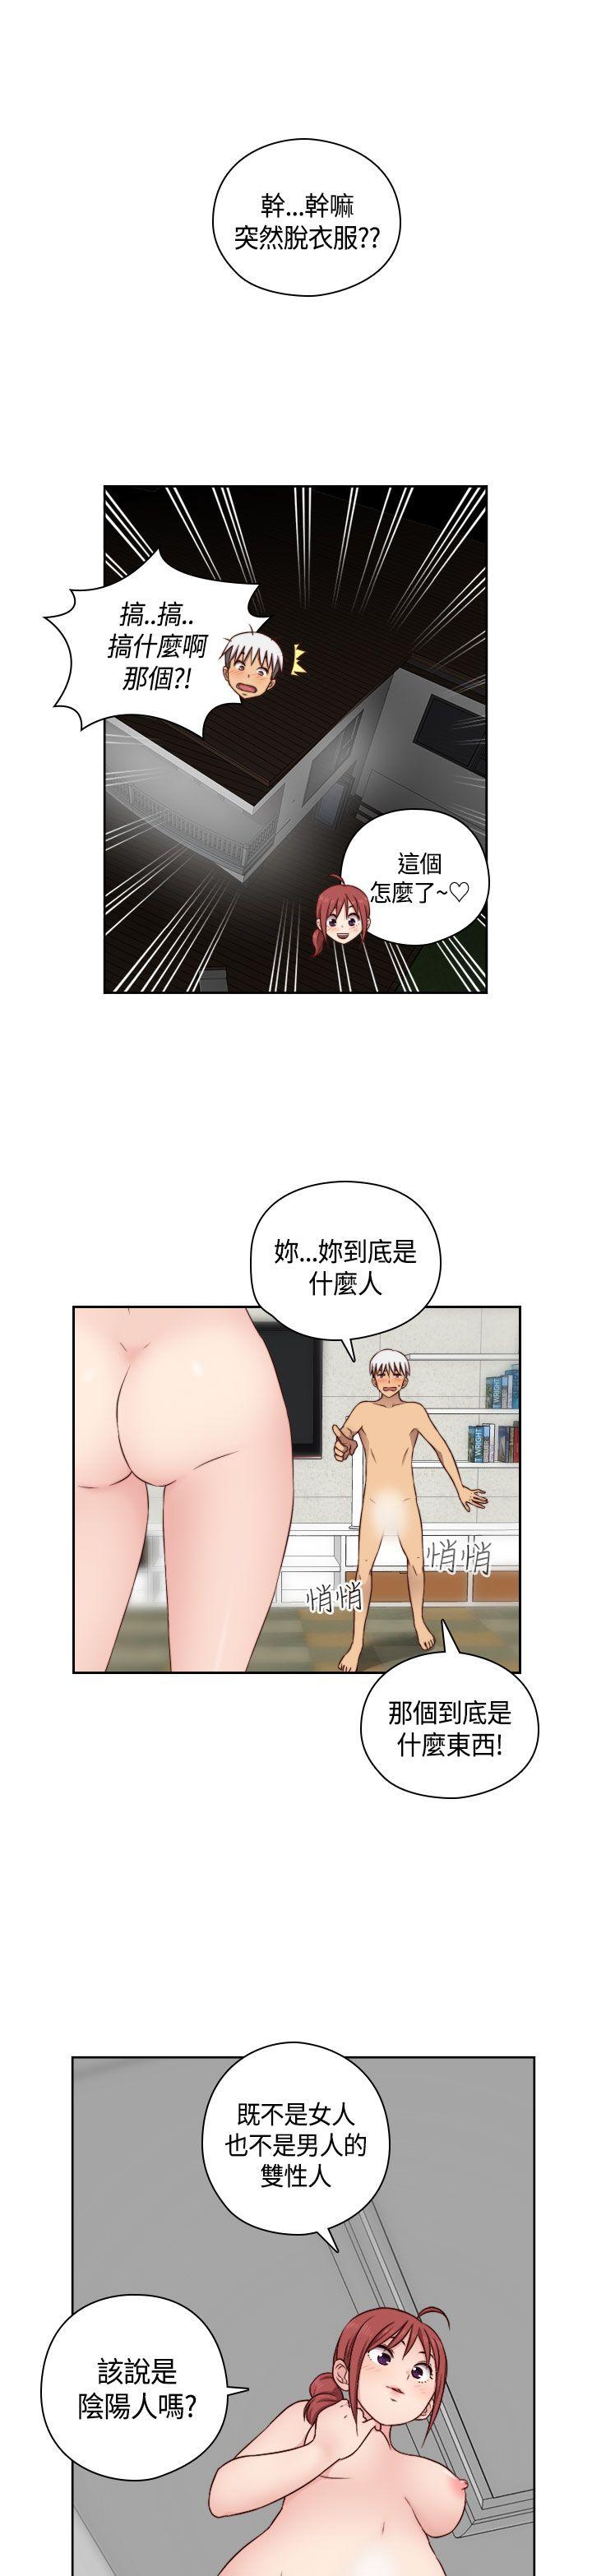 幹...幹嘛
突然脫衣服??
搞..搞..
搞什麼啊
那個?!
這個
怎麼了~♡
妳...妳到底是
什麼人
悄悄
悄悄
那個到底是
什麼東西!
既不是女人
也不是男人的
雙性人
該說是
陰陽人嗎?